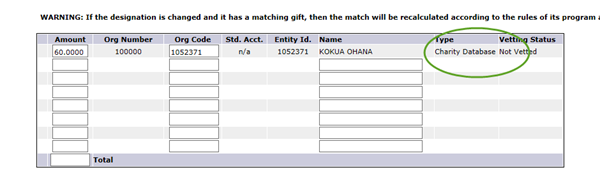 WARNING: If the designation is changed and it has a matching gift, then the match will be recalculated according to the rules of its program
Amount Org Number Org Code Std. Acct. Entity Id. Name Type Vetting Status
60.0000 100000 1052371 n/a 1052371 KOKUA OHANA Charity Database Not Vetted
Total